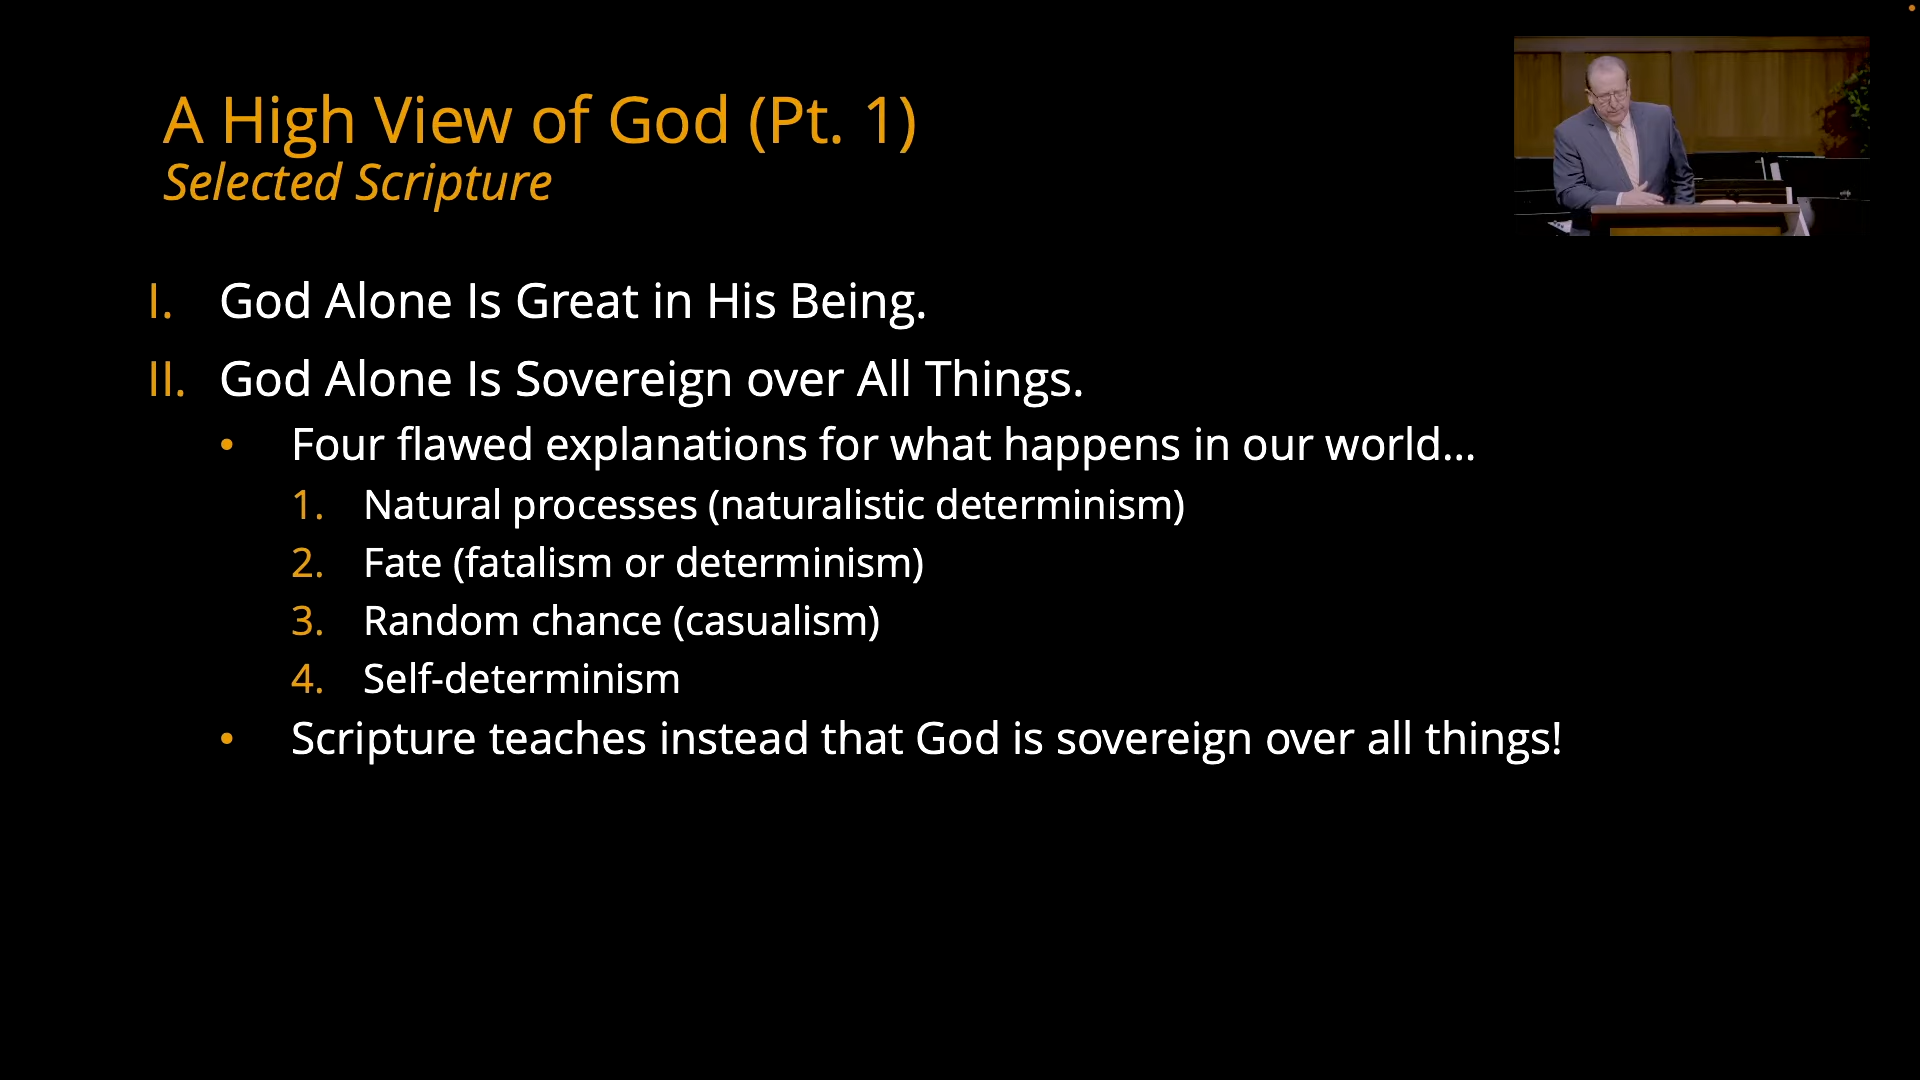 A High View of God (Pt. 1)
Selected Scripture
I. God Alone Is Great in His Being.
II. God Alone Is Sovereign over All Things.
• Four flawed explanations for what happens in our world...
1. Natural processes (naturalistic determinism)
2. Fate (fatalism or determinism)
3. Random chance (casualism)
4. Self-determinism
• Scripture teaches instead that God is sovereign over all things!